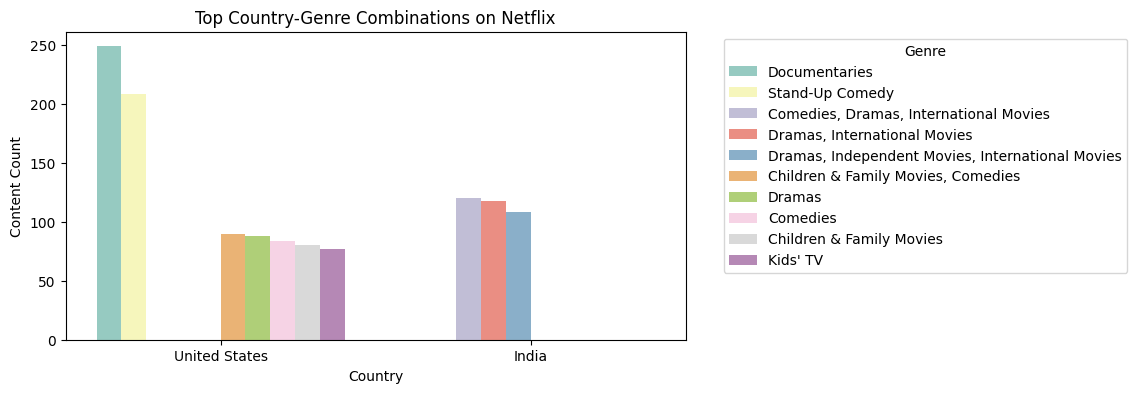 Top Country-Genre Combinations on Netflix
250
200
150
100
50
0
Content Count
United States
India
Country
Genre
Documentaries
Stand-Up Comedy
Comedies, Dramas, International Movies
Dramas, International Movies
Dramas, Independent Movies, International Movies
Children & Family Movies, Comedies
Dramas
Comedies
Children & Family Movies
Kids' TV